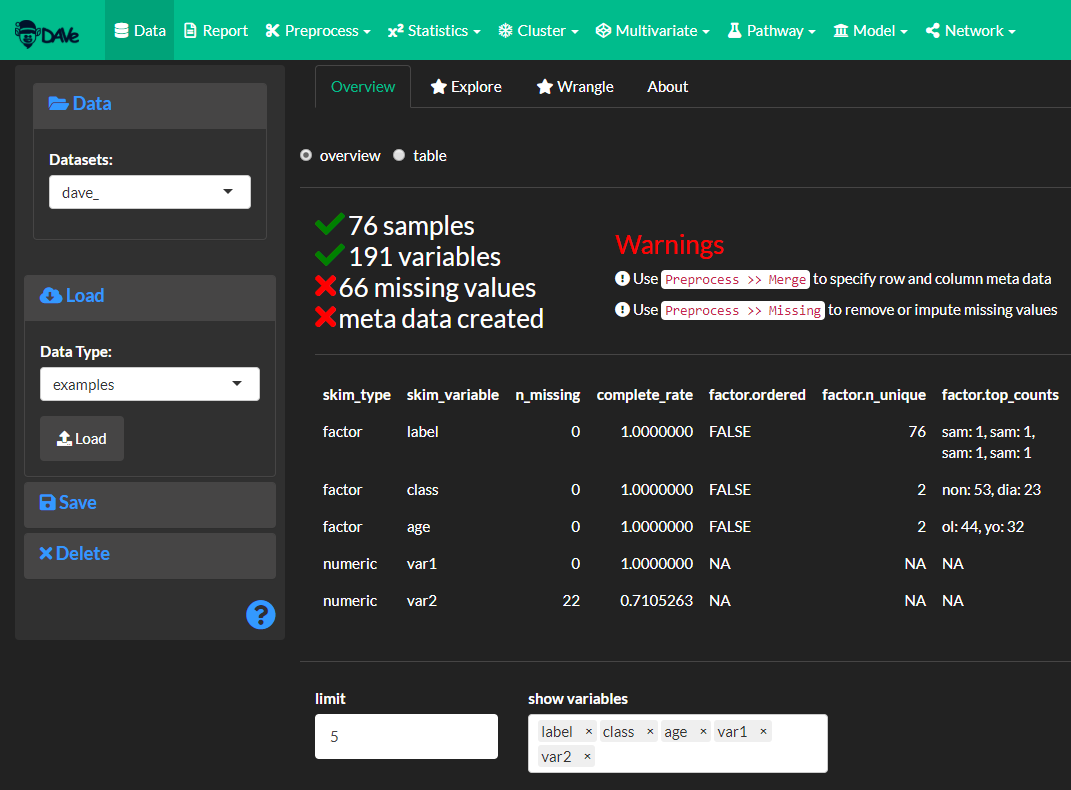 DAVe
Data Report Preprocess x² Statistics Cluster Multivariate Pathway Model Network
Data
Datasets:
dave_
Load
Data Type:
examples
Load
Save
Delete
?
Overview Explore Wrangle About
overview table
76 samples
191 variables
66 missing values
meta data created
Warnings
Use Preprocess >> Merge to specify row and column meta data
Use Preprocess >> Missing to remove or impute missing values
skim_type skim_variable n_missing complete_rate factor.ordered factor.n_unique factor.top_counts
factor label 0 1.0000000 FALSE 76 sam: 1, sam: 1,
sam: 1, sam: 1
factor class 0 1.0000000 FALSE 2 non: 53, dia: 23
factor age 0 1.0000000 FALSE 2 ol: 44, yo: 32
numeric var1 0 1.0000000 NA NA NA
numeric var2 22 0.7105263 NA NA NA
limit
5
show variables
label × class × age × var1 ×
var2 ×